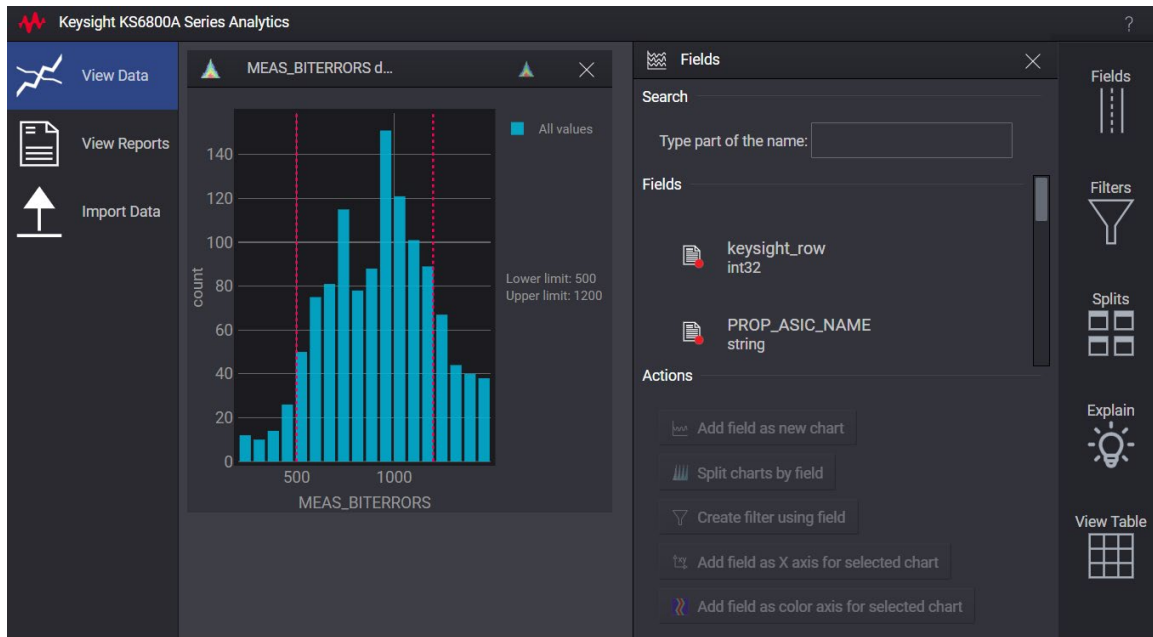 Keysight KS6800A Series Analytics
?
View Data
View Reports
Import Data
MEAS_BITERRORS d...
140
120
100
80
60
40
20
0
count
500
1000
MEAS_BITERRORS
All values
Lower limit: 500
Upper limit: 1200
Fields
Search
Type part of the name:
Fields
keysight_row
int32
PROP_ASIC_NAME
string
Actions
Add field as new chart
Split charts by field
Create filter using field
Add field as X axis for selected chart
Add field as color axis for selected chart
Fields
Filters
Splits
Explain
View Table